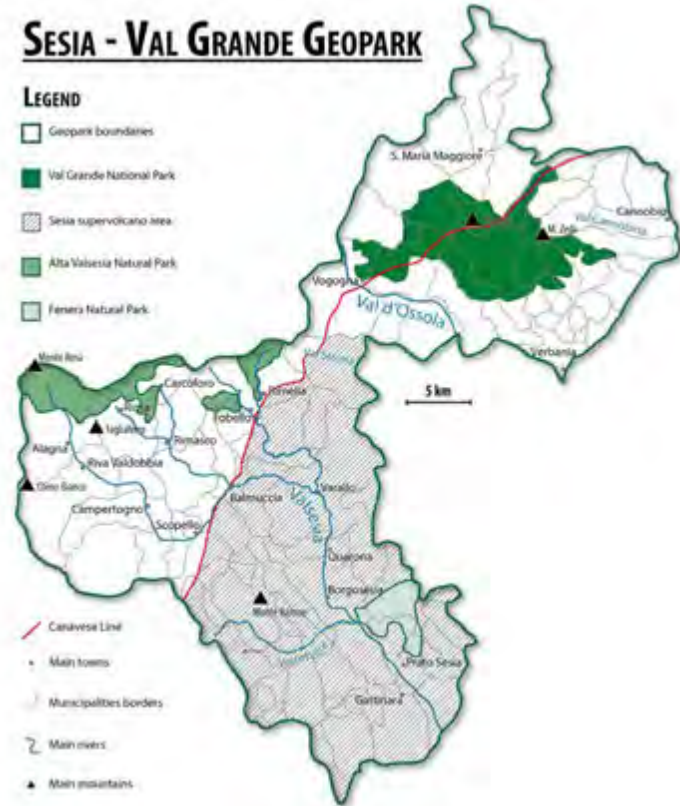 SESIA - VAL GRANDE GEOPARK
LEGEND
Geopark boundaries
Val Grande National Park
Sesia supervolcano area
Alta Valsesia Natural Park
Fenera Natural Park
S. Maria Maggiore
Cannobio
M. Zeda
Vogogna
Val d'Ossola
Verbania
5 km
Monte Rosa
Carcoforo
Rimella
Fobello
Rimasco
Alagna
Riva Valdobbia
Campertogno
Scopello
Balmuccia
Varallo
Valsesia
Quarona
Borgosesia
Prato Sesia
Gattinara
Canavese Line
Main towns
Municipalities borders
Main rivers
Main mountains